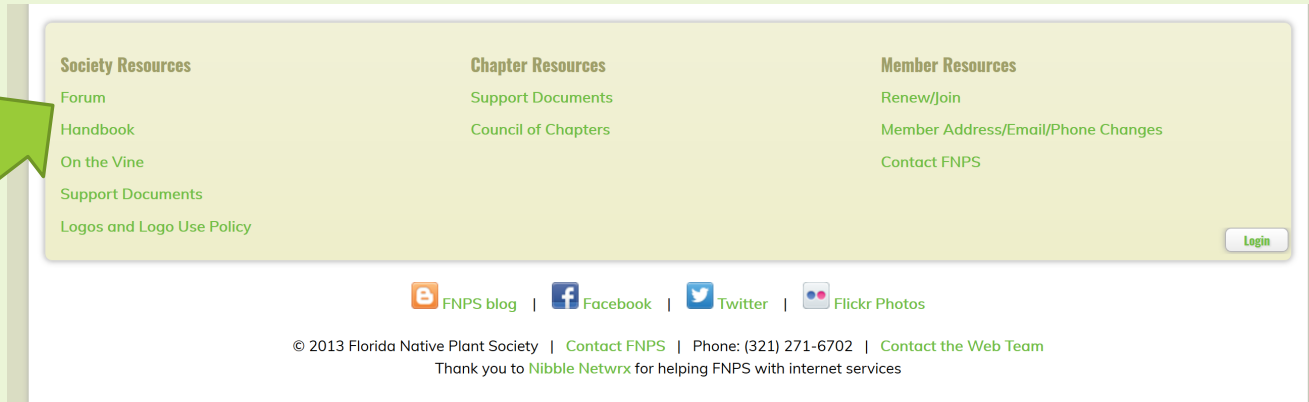 Society Resources
Forum
Handbook
On the Vine
Support Documents
Logos and Logo Use Policy
Chapter Resources
Support Documents
Council of Chapters
Member Resources
Renew/Join
Member Address/Email/Phone Changes
Contact FNPS
Login
FNPS blog | Facebook | Twitter | Flickr Photos
© 2013 Florida Native Plant Society | Contact FNPS | Phone: (321) 271-6702 | Contact the Web Team
Thank you to Nibble Netwrx for helping FNPS with internet services